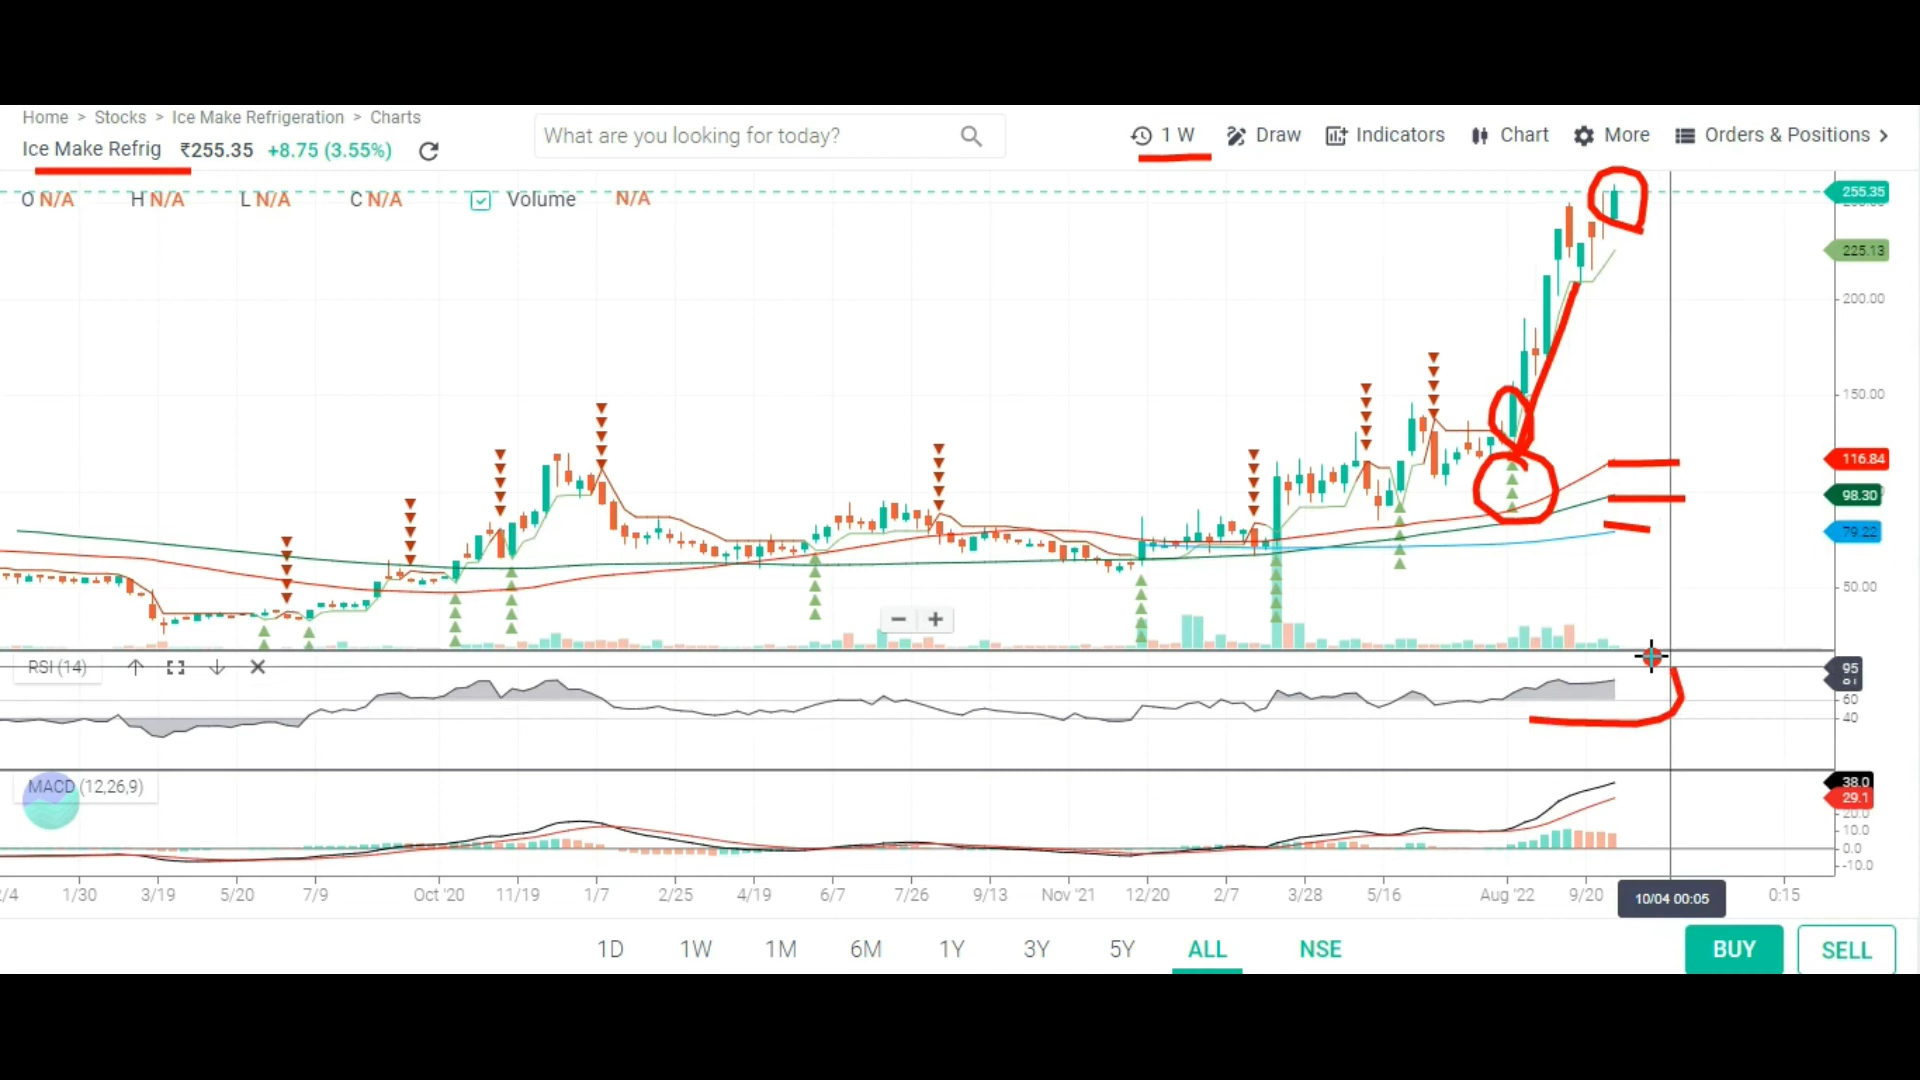 Home > Stocks > Ice Make Refrigeration > Charts
Ice Make Refrig ₹255.35 +8.75 (3.55%)
What are you looking for today?
1 W Draw Indicators Chart More Orders & Positions >
O N/A H N/A L N/A C N/A Volume N/A
255.35
225.13
200.00
150.00
116.84
98.30
79.22
50.00
RSI (14)
95
60
40
MACD (12,26,9)
38.0
29.1
20.0
10.0
0.0
-10.0
/4 1/30 3/19 5/20 7/9 Oct '20 11/19 1/7 2/25 4/19 6/7 7/26 9/13 Nov '21 12/20 2/7 3/28 5/16 Aug '22 9/20 10/04 00:05 0:15
1D 1W 1M 6M 1Y 3Y 5Y ALL NSE
BUY SELL